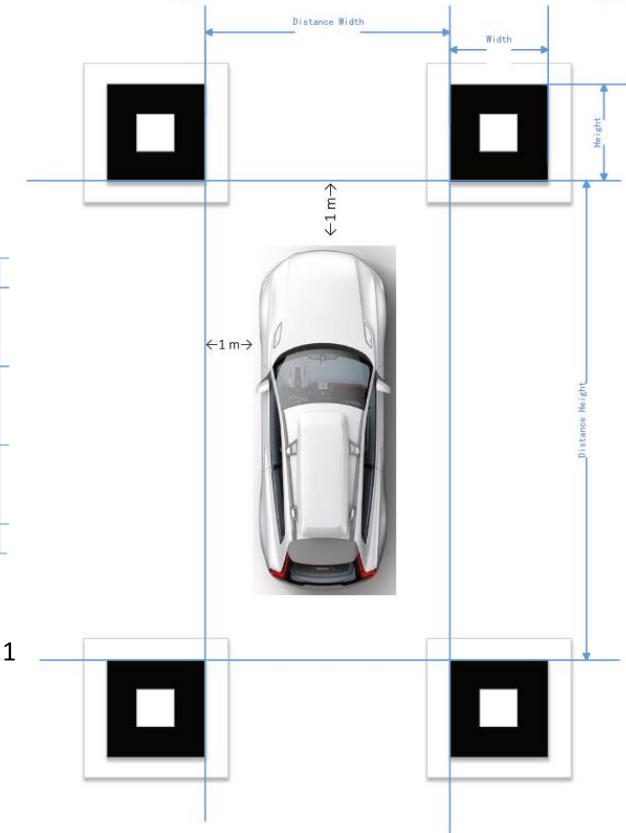 Distance Width
Width
Height
←1 m→
←1 m→
Distance Height
1